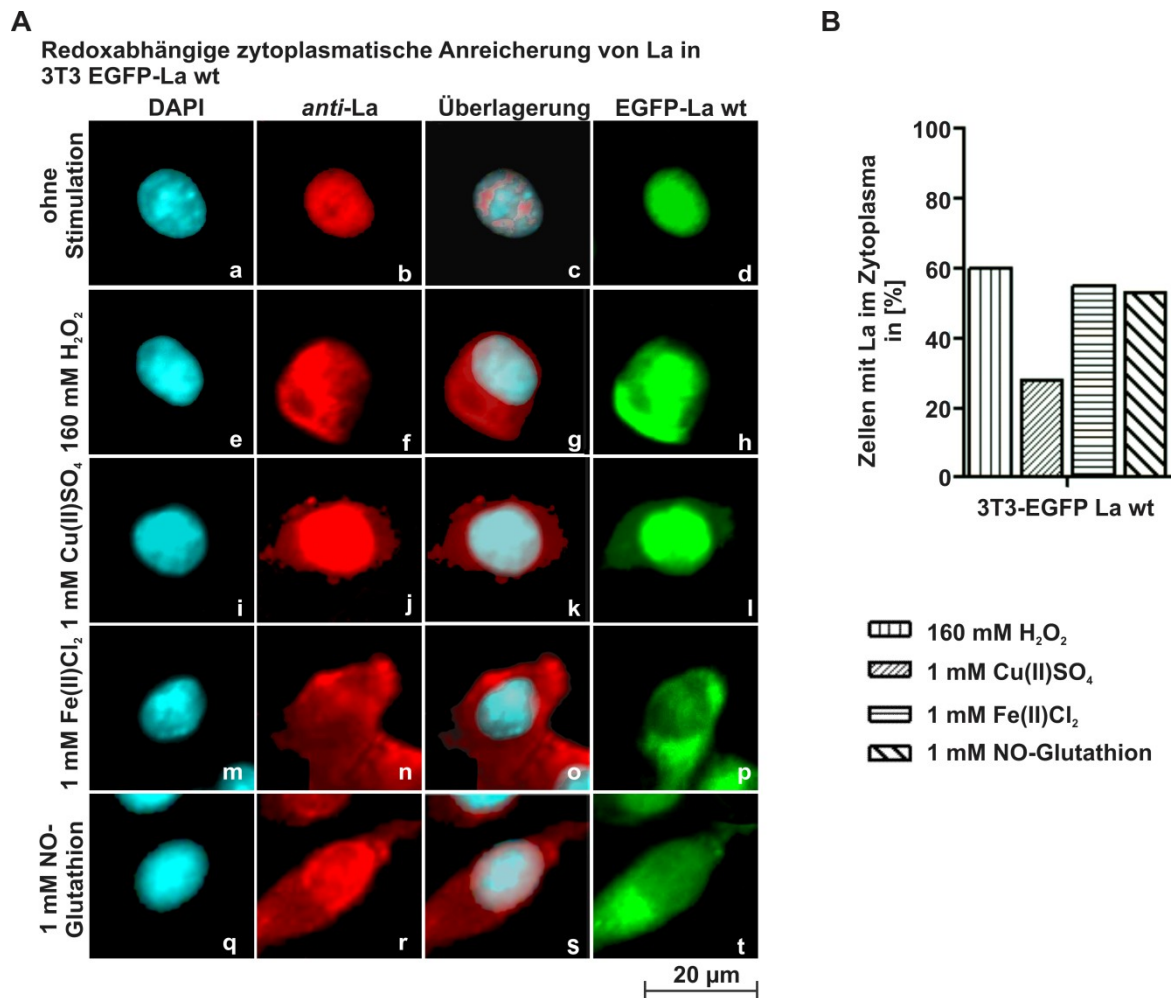 A
Redoxabhängige zytoplasmatische Anreicherung von La in
3T3 EGFP-La wt
DAPI
anti-La
Überlagerung
EGFP-La wt
ohne
Stimulation
a
b
c
d
160 mM H₂O₂
e
f
g
h
1 mM Cu(II)SO₄
i
j
k
l
1 mM Fe(II)Cl₂
m
n
o
p
1 mM NO-
Glutathion
q
r
s
t
20 µm
B
Zellen mit La im Zytoplasma
in [%]
100
80
60
40
20
0
3T3-EGFP La wt
160 mM H₂O₂
1 mM Cu(II)SO₄
1 mM Fe(II)Cl₂
1 mM NO-Glutathion